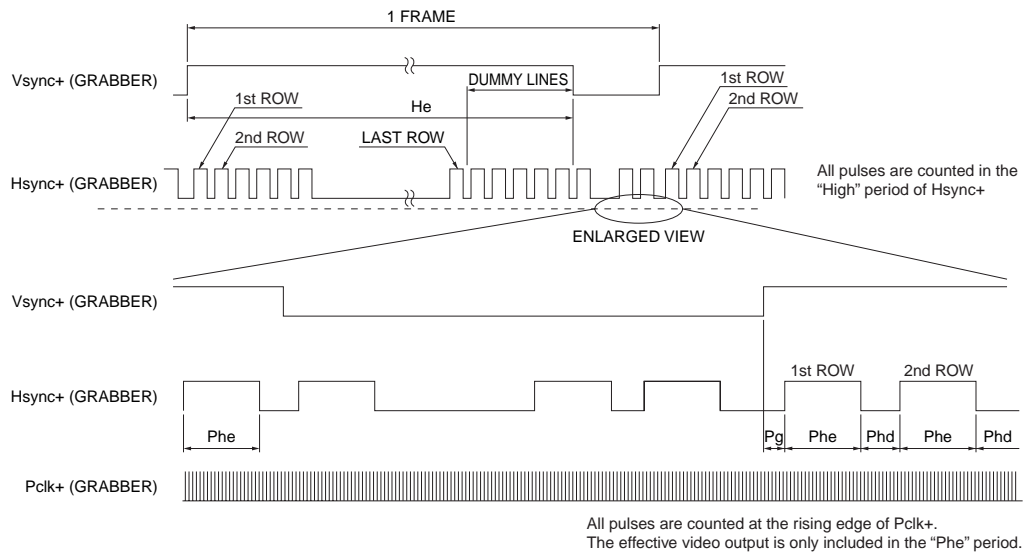 1 FRAME
Vsync+ (GRABBER)
DUMMY LINES
1st ROW
2nd ROW
He
1st ROW
2nd ROW
LAST ROW
Hsync+ (GRABBER)
All pulses are counted in the
“High” period of Hsync+
ENLARGED VIEW
Vsync+ (GRABBER)
1st ROW
2nd ROW
Hsync+ (GRABBER)
Phe
Pg
Phe
Phd
Phe
Phd
Pclk+ (GRABBER)
All pulses are counted at the rising edge of Pclk+.
The effective video output is only included in the “Phe” period.